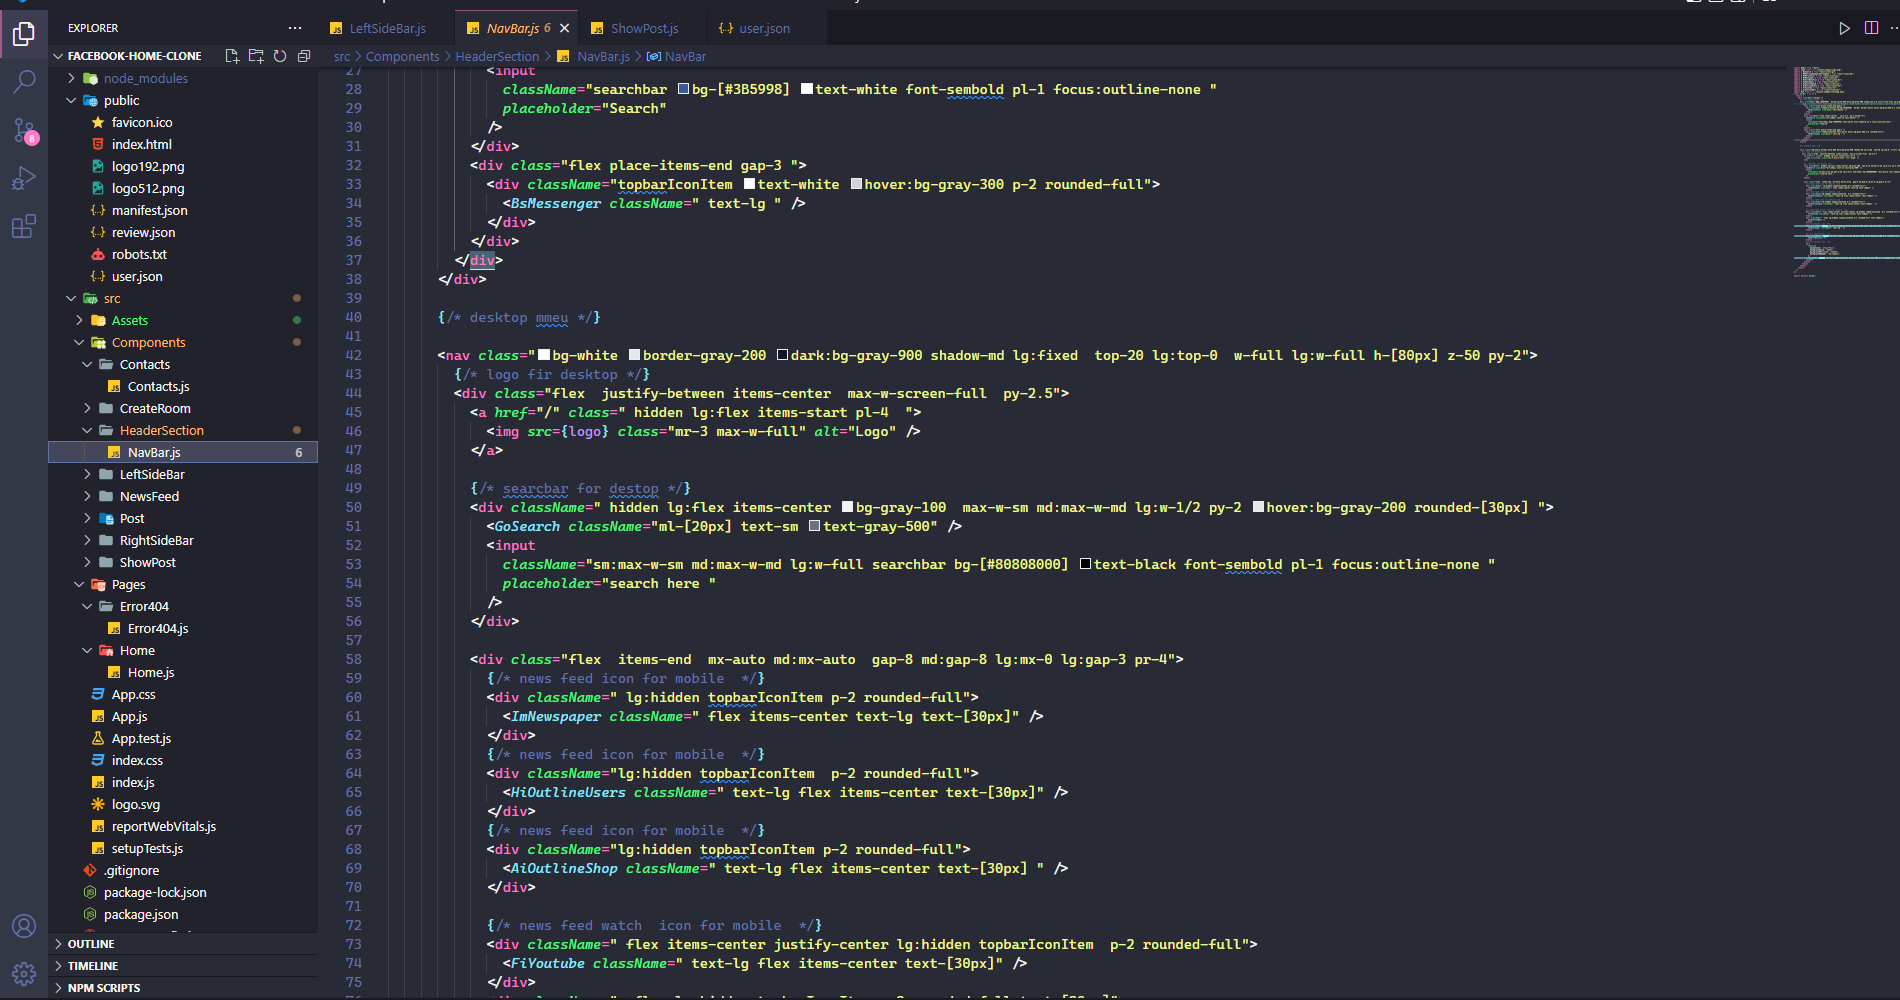 EXPLORER
FACEBOOK-HOME-CLONE
node_modules
public
favicon.ico
index.html
logo192.png
logo512.png
manifest.json
review.json
robots.txt
user.json
src
Assets
Components
Contacts
Contacts.js
CreateRoom
HeaderSection
NavBar.js 6
LeftSideBar
NewsFeed
Post
RightSideBar
ShowPost
Pages
Error404
Error404.js
Home
Home.js
App.css
App.js
App.test.js
index.css
index.js
logo.svg
reportWebVitals.js
setupTests.js
.gitignore
package-lock.json
package.json
OUTLINE
TIMELINE
NPM SCRIPTS
8
LeftSideBar.js
NavBar.js 6
ShowPost.js
user.json
src > Components > HeaderSection > NavBar.js > NavBar
27 <input
28 className="searchbar bg-[#3B5998] text-white font-sembold pl-1 focus:outline-none "
29 placeholder="Search"
30 />
31 </div>
32 <div class="flex place-items-end gap-3 ">
33 <div className="topbarIconItem text-white hover:bg-gray-300 p-2 rounded-full">
34 <BsMessenger className=" text-lg " />
35 </div>
36 </div>
37 </div>
38 </div>
39
40 {/* desktop mmeu */}
41
42 <nav class="bg-white border-gray-200 dark:bg-gray-900 shadow-md lg:fixed  top-20 lg:top-0  w-full lg:w-full h-[80px] z-50 py-2">
43 {/* logo fir desktop */}
44 <div class="flex  justify-between items-center  max-w-screen-full  py-2.5">
45 <a href="/" class=" hidden lg:flex items-start pl-4  ">
46 <img src={logo} class="mr-3 max-w-full" alt="Logo" />
47 </a>
48
49 {/* searcbar for destop */}
50 <div className=" hidden lg:flex items-center bg-gray-100  max-w-sm md:max-w-md lg:w-1/2 py-2 hover:bg-gray-200 rounded-[30px] ">
51 <GoSearch className="ml-[20px] text-sm text-gray-500" />
52 <input
53 className="sm:max-w-sm md:max-w-md lg:w-full searchbar bg-[#80808000] text-black font-sembold pl-1 focus:outline-none "
54 placeholder="search here "
55 />
56 </div>
57
58 <div class="flex  items-end  mx-auto md:mx-auto  gap-8 md:gap-8 lg:mx-0 lg:gap-3 pr-4">
59 {/* news feed icon for mobile  */}
60 <div className=" lg:hidden topbarIconItem p-2 rounded-full">
61 <ImNewspaper className=" flex items-center text-lg text-[30px]" />
62 </div>
63 {/* news feed icon for mobile  */}
64 <div className="lg:hidden topbarIconItem  p-2 rounded-full">
65 <HiOutlineUsers className=" text-lg flex items-center text-[30px]" />
66 </div>
67 {/* news feed icon for mobile  */}
68 <div className="lg:hidden topbarIconItem p-2 rounded-full">
69 <AiOutlineShop className=" text-lg flex items-center text-[30px] " />
70 </div>
71
72 {/* news feed watch  icon for mobile  */}
73 <div className=" flex items-center justify-center lg:hidden topbarIconItem  p-2 rounded-full">
74 <FiYoutube className=" text-lg flex items-center text-[30px]" />
75 </div>